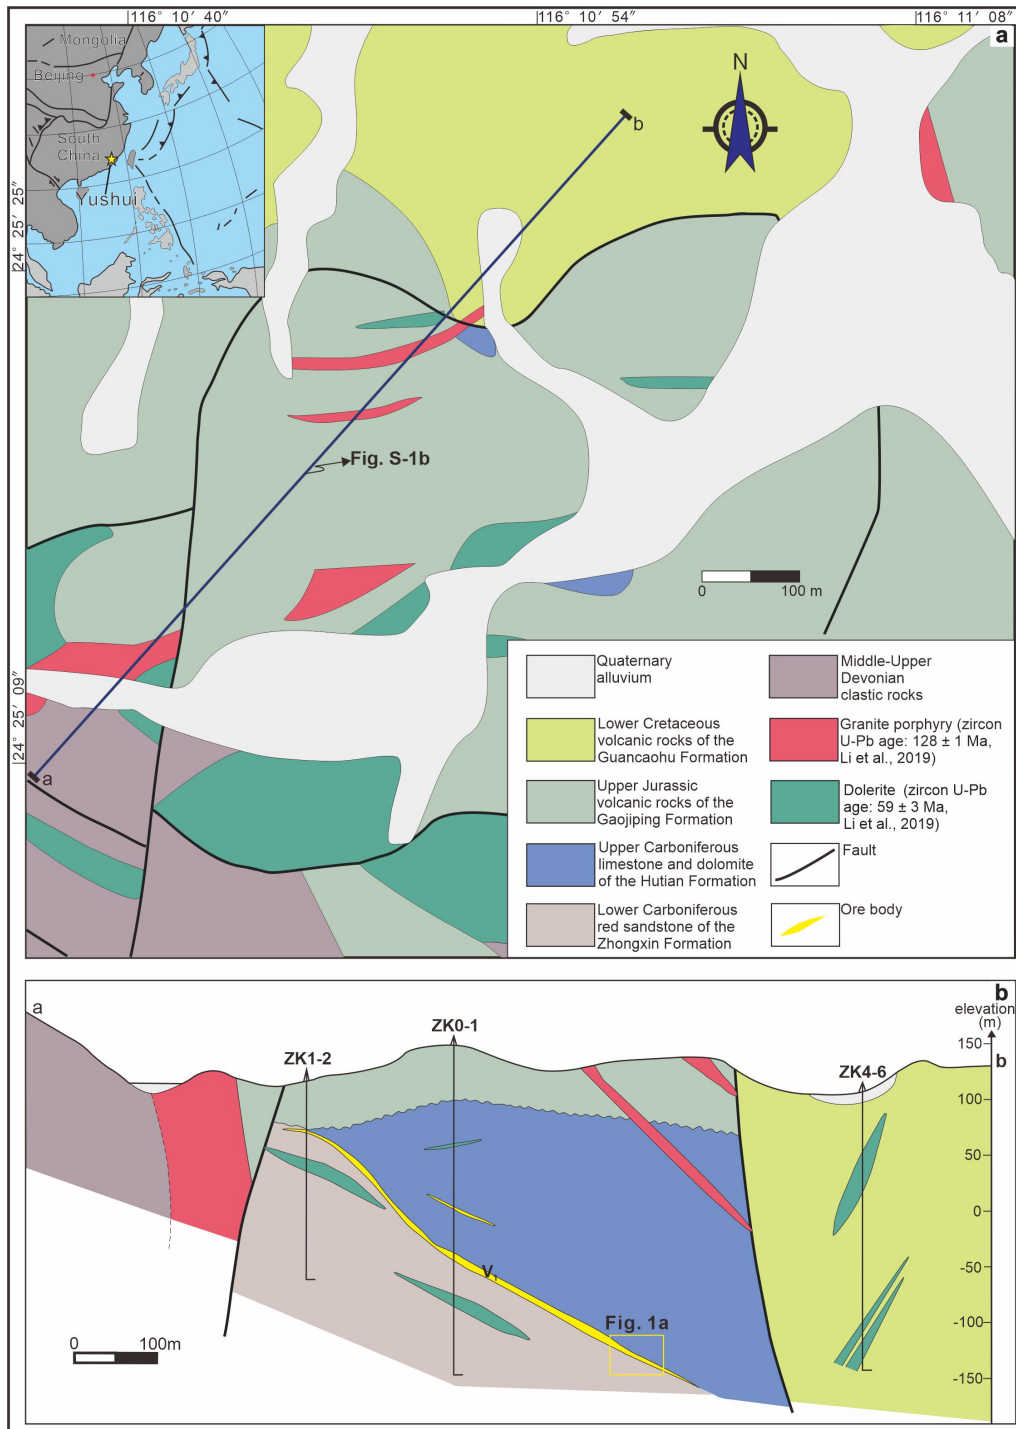 116° 10′ 40″
116° 10′ 54″
116° 11′ 08″
a
Mongolia
Beijing
South
China
Yushui
N
b
24° 25′ 25″
Fig. S-1b
0 100 m
24° 25′ 09″
a
Quaternary
alluvium
Lower Cretaceous
volcanic rocks of the
Guancaohu Formation
Upper Jurassic
volcanic rocks of the
Gaojiping Formation
Upper Carboniferous
limestone and dolomite
of the Hutian Formation
Lower Carboniferous
red sandstone of the
Zhongxin Formation
Middle-Upper
Devonian
clastic rocks
Granite porphyry (zircon
U-Pb age: 128 ± 1 Ma,
Li et al., 2019)
Dolerite (zircon U-Pb
age: 59 ± 3 Ma,
Li et al., 2019)
Fault
Ore body
b
a
elevation
(m)
b
ZK1-2
ZK0-1
ZK4-6
150
100
50
0
-50
-100
-150
V₁
Fig. 1a
0 100m